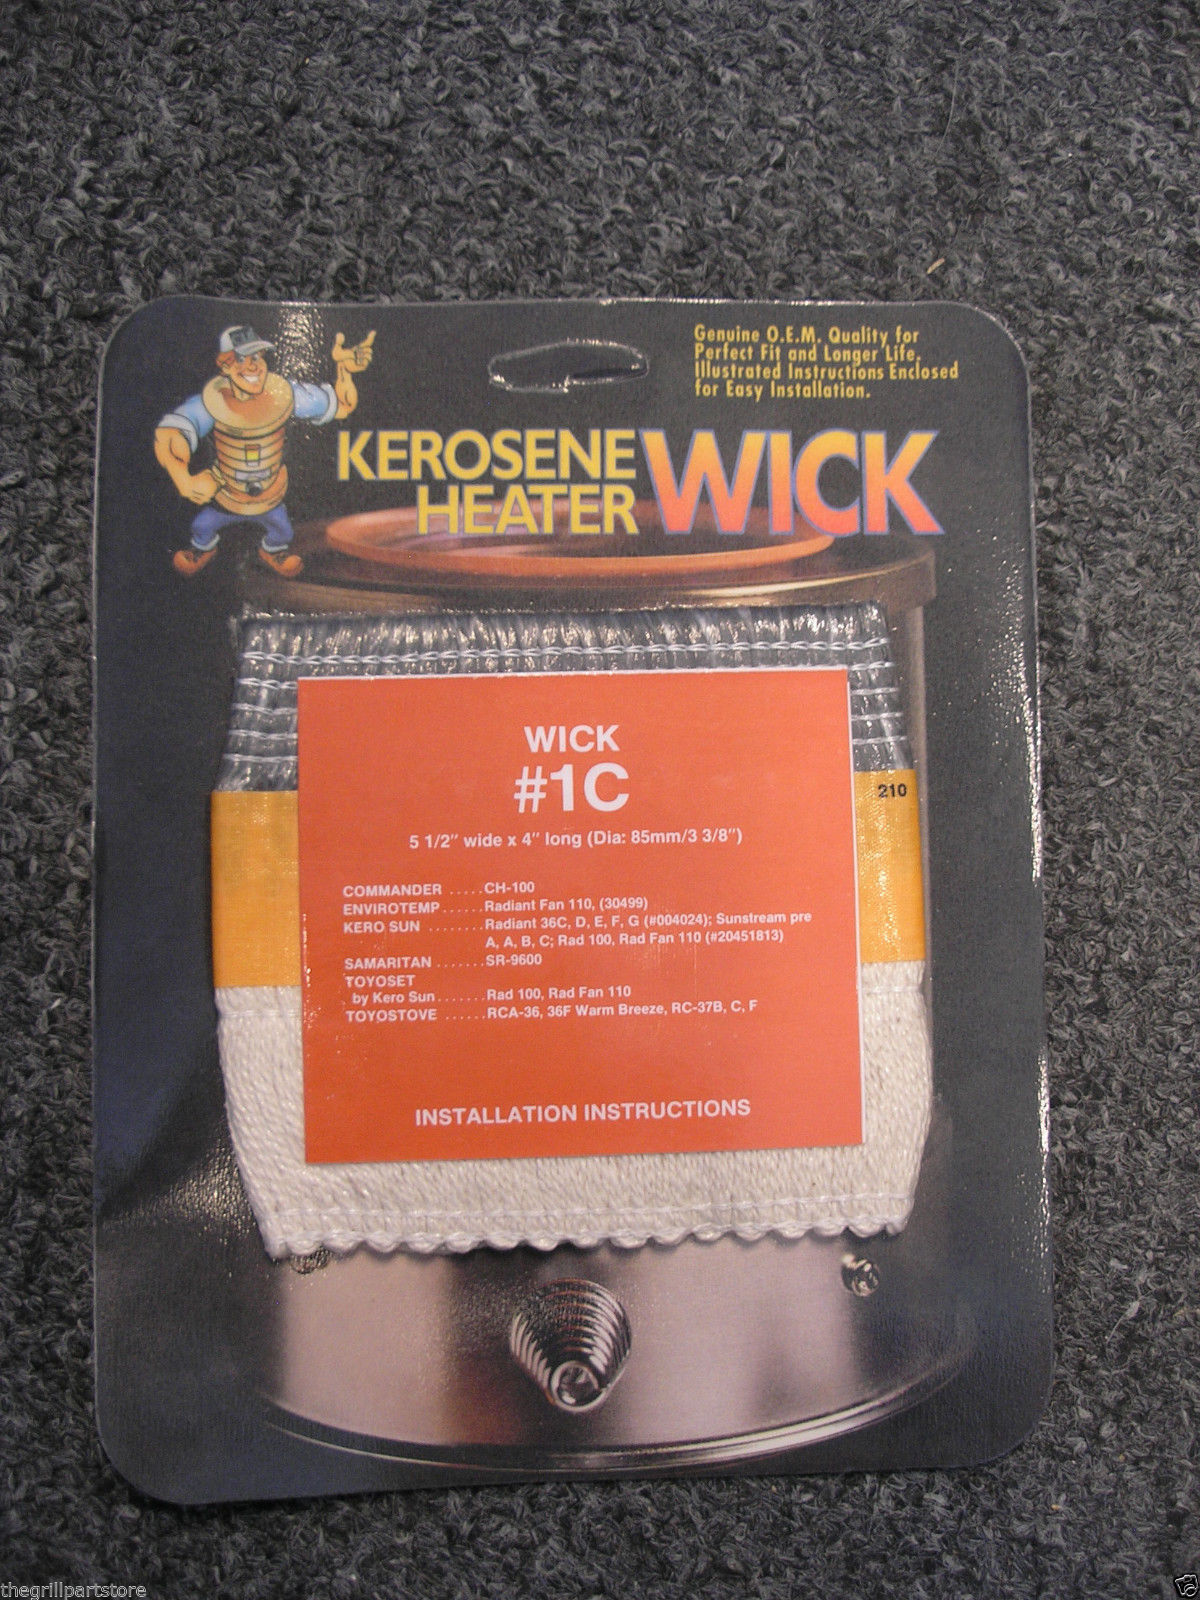 Genuine O.E.M. Quality for
Perfect Fit and Longer Life.
Illustrated Instructions Enclosed
for Easy Installation.
KEROSENE
HEATER
WICK
WICK
#1C
210
5 1/2" wide x 4" long (Dia: 85mm/3 3/8")
COMMANDER ..... CH-100
ENVIROTEMP ...... Radiant Fan 110, (30499)
KERO SUN ........ Radiant 36C, D, E, F, G (#004024); Sunstream pre
A, A, B, C; Rad 100, Rad Fan 110 (#20451813)
SAMARITAN ....... SR-9600
TOYOSET
by Kero Sun ....... Rad 100, Rad Fan 110
TOYOSTOVE ...... RCA-36, 36F Warm Breeze, RC-37B, C, F
INSTALLATION INSTRUCTIONS
thegrillpartstore